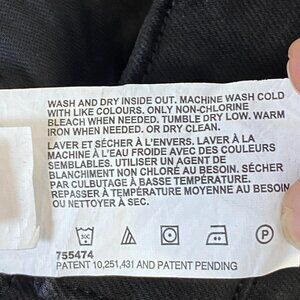 WASH AND DRY INSIDE OUT. MACHINE WASH COLD
WITH LIKE COLOURS. ONLY NON-CHLORINE
BLEACH WHEN NEEDED. TUMBLE DRY LOW. WARM
IRON WHEN NEEDED. OR DRY CLEAN.
LAVER ET SÉCHER À L'ENVERS. LAVER À LA
MACHINE À L'EAU FROIDE AVEC DES COULEURS
SEMBLABLES. UTILISER UN AGENT DE
BLANCHIMENT NON CHLORÉ AU BESOIN. SÉCHER
PAR CULBUTAGE À BASSE TEMPÉRATURE.
REPASSER À TEMPÉRATURE MOYENNE AU BESOIN
OU NETTOYER À SEC.
P
755474
PATENT 10,251,431 AND PATENT PENDING